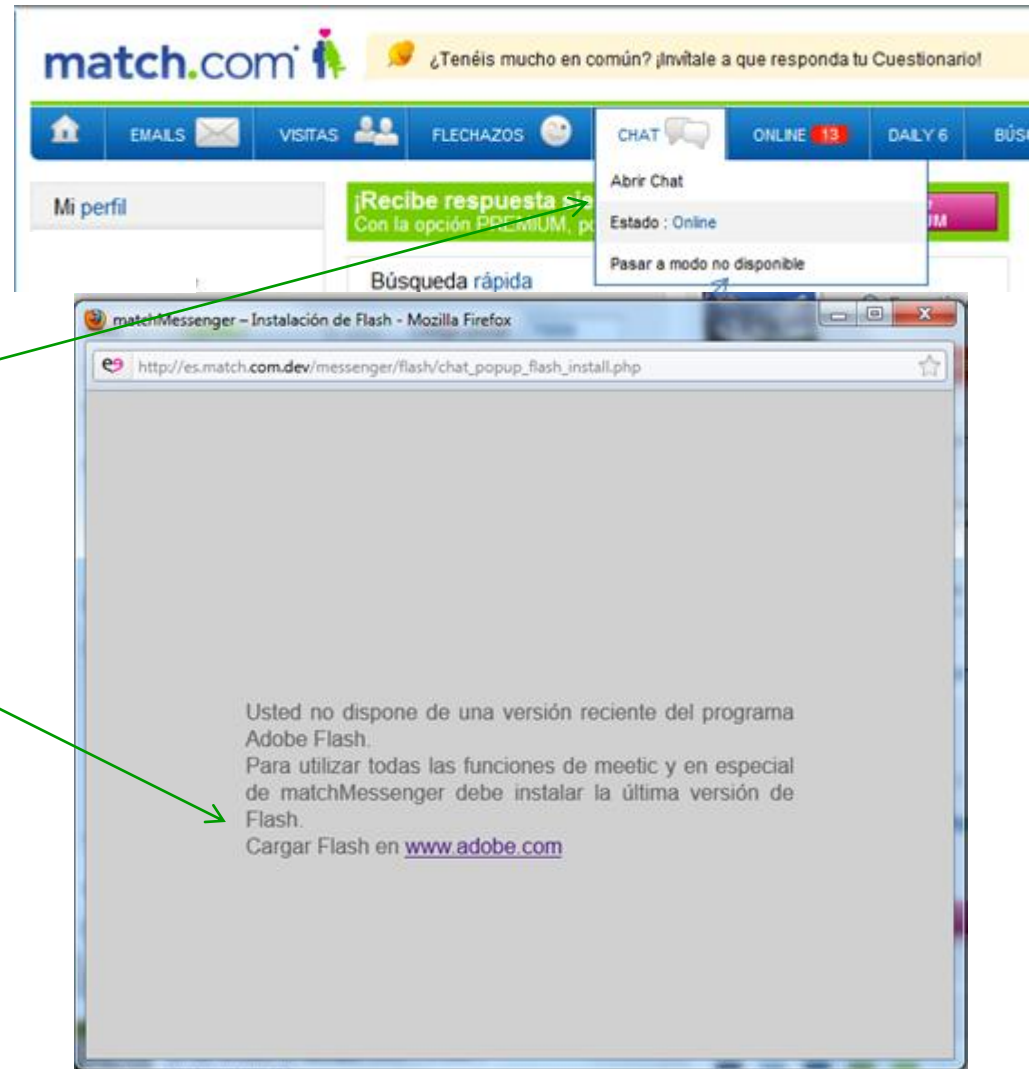 match.com ¿Tenéis mucho en común? ¡Invítale a que responda tu Cuestionario!
EMAILS VISITAS FLECHAZOS CHAT ONLINE 13 DAILY 6
Mi perfil
¡Recibe respuesta
Con la opción PREMIUM,
Abrir Chat
Estado : Online
Pasar a modo no disponible
Búsqueda rápida
matchMessenger – Instalación de Flash - Mozilla Firefox
http://es.match.com.dev/messenger/flash/chat_popup_flash_install.php
Usted no dispone de una versión reciente del programa
Adobe Flash.
Para utilizar todas las funciones de meetic y en especial
de matchMessenger debe instalar la última versión de
Flash.
Cargar Flash en www.adobe.com